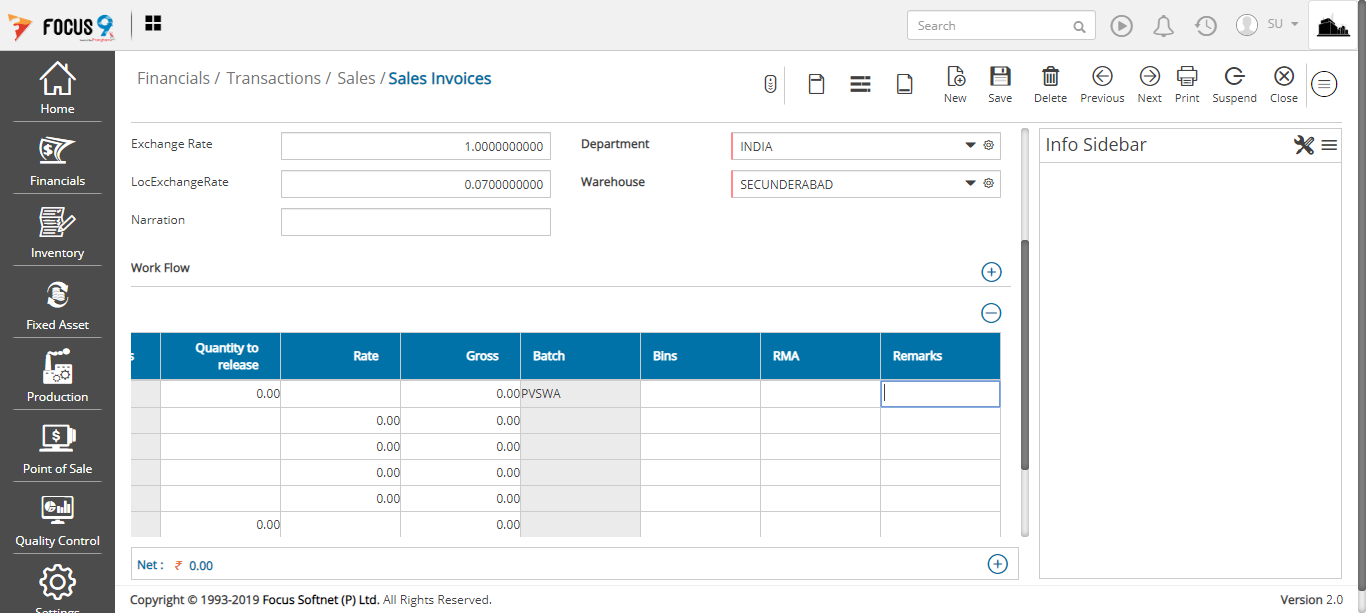 FOCUS 9
Search
SU
Home
Financials
Inventory
Fixed Asset
Production
Point of Sale
Quality Control
Settings
Financials / Transactions / Sales / Sales Invoices
New Save Delete Previous Next Print Suspend Close
Exchange Rate 1.0000000000 Department INDIA
LocExchangeRate 0.0700000000 Warehouse SECUNDERABAD
Narration
Work Flow
s Quantity to release Rate Gross Batch Bins RMA Remarks
0.00 0.00 PVSWA
0.00 0.00
0.00 0.00
0.00 0.00
0.00 0.00
0.00 0.00
Net : ₹ 0.00
Info Sidebar
Copyright © 1993-2019 Focus Softnet (P) Ltd. All Rights Reserved.
Version 2.0